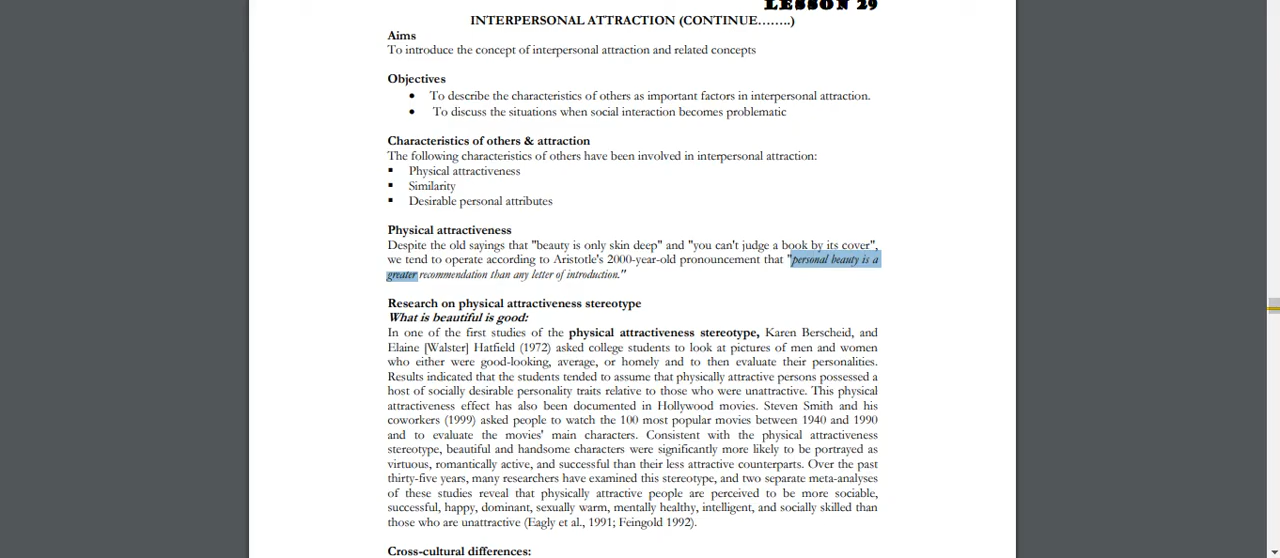 LESSON 29
INTERPERSONAL ATTRACTION (CONTINUE……..)
Aims
To introduce the concept of interpersonal attraction and related concepts
Objectives
• To describe the characteristics of others as important factors in interpersonal attraction.
• To discuss the situations when social interaction becomes problematic
Characteristics of others & attraction
The following characteristics of others have been involved in interpersonal attraction:
▪ Physical attractiveness
▪ Similarity
▪ Desirable personal attributes
Physical attractiveness
Despite the old sayings that "beauty is only skin deep" and "you can't judge a book by its cover",
we tend to operate according to Aristotle's 2000-year-old pronouncement that "personal beauty is a
greater recommendation than any letter of introduction."
Research on physical attractiveness stereotype
What is beautiful is good:
In one of the first studies of the physical attractiveness stereotype, Karen Berscheid, and
Elaine [Walster] Hatfield (1972) asked college students to look at pictures of men and women
who either were good-looking, average, or homely and to then evaluate their personalities.
Results indicated that the students tended to assume that physically attractive persons possessed a
host of socially desirable personality traits relative to those who were unattractive. This physical
attractiveness effect has also been documented in Hollywood movies. Steven Smith and his
coworkers (1999) asked people to watch the 100 most popular movies between 1940 and 1990
and to evaluate the movies' main characters. Consistent with the physical attractiveness
stereotype, beautiful and handsome characters were significantly more likely to be portrayed as
virtuous, romantically active, and successful than their less attractive counterparts. Over the past
thirty-five years, many researchers have examined this stereotype, and two separate meta-analyses
of these studies reveal that physically attractive people are perceived to be more sociable,
successful, happy, dominant, sexually warm, mentally healthy, intelligent, and socially skilled than
those who are unattractive (Eagly et al., 1991; Feingold 1992).
Cross-cultural differences: